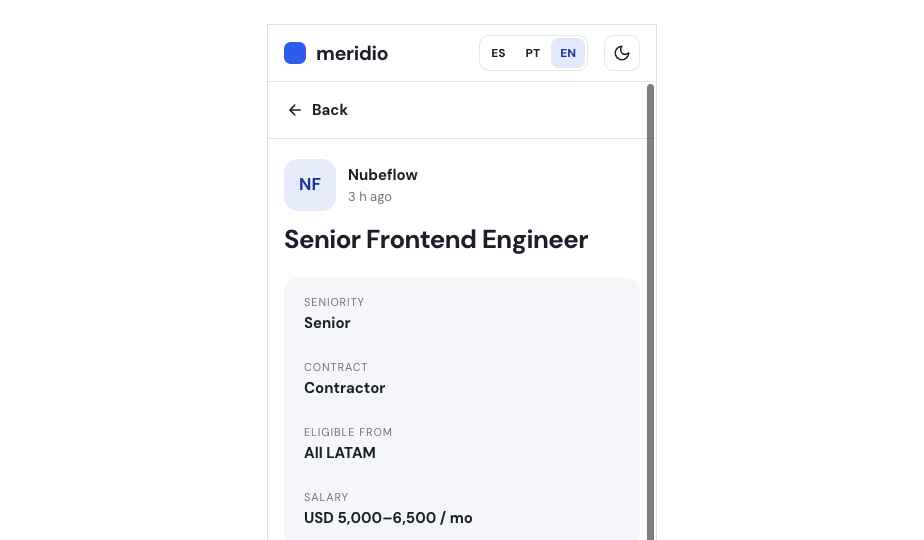 meridio
ES PT EN
Back
NF
Nubeflow
3 h ago
Senior Frontend Engineer
SENIORITY
Senior
CONTRACT
Contractor
ELIGIBLE FROM
All LATAM
SALARY
USD 5,000–6,500 / mo